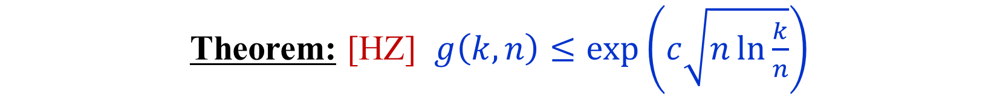 Theorem: [HZ] g(k, n) ≤ exp(c√(n ln k/n))